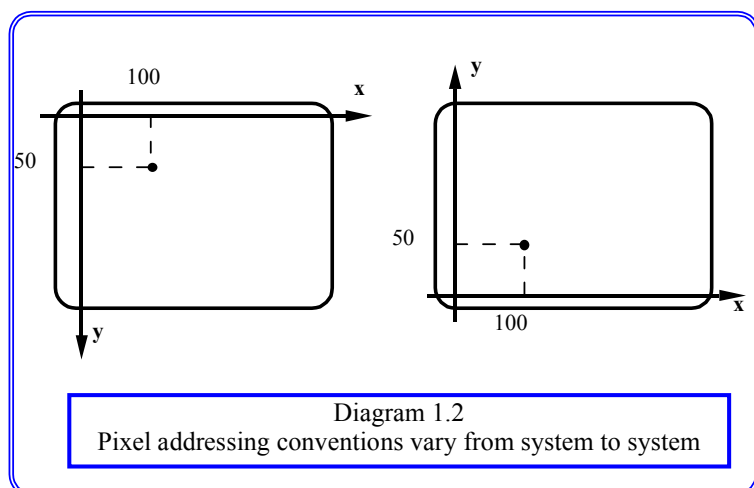 100
x
50
y
y
50
100
x
Diagram 1.2
Pixel addressing conventions vary from system to system